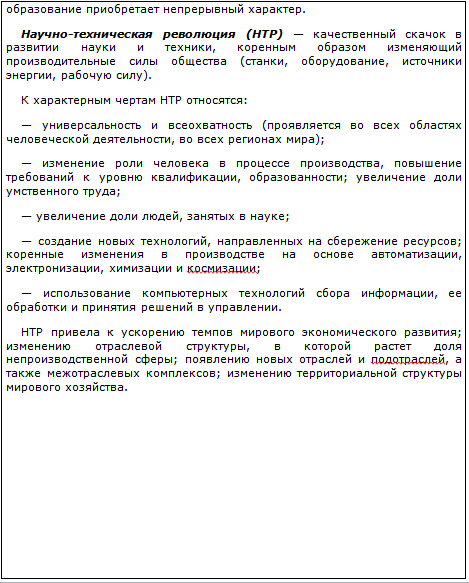 образование приобретает непрерывный характер.
Научно-техническая революция (НТР) — качественный скачок в
развитии науки и техники, коренным образом изменяющий
производительные силы общества (станки, оборудование, источники
энергии, рабочую силу).
К характерным чертам НТР относятся:
— универсальность и всеохватность (проявляется во всех областях
человеческой деятельности, во всех регионах мира);
— изменение роли человека в процессе производства, повышение
требований к уровню квалификации, образованности; увеличение доли
умственного труда;
— увеличение доли людей, занятых в науке;
— создание новых технологий, направленных на сбережение ресурсов;
коренные изменения в производстве на основе автоматизации,
электронизации, химизации и космизации;
— использование компьютерных технологий сбора информации, ее
обработки и принятия решений в управлении.
НТР привела к ускорению темпов мирового экономического развития;
изменению отраслевой структуры, в которой растет доля
непроизводственной сферы; появлению новых отраслей и подотраслей, а
также межотраслевых комплексов; изменению территориальной структуры
мирового хозяйства.